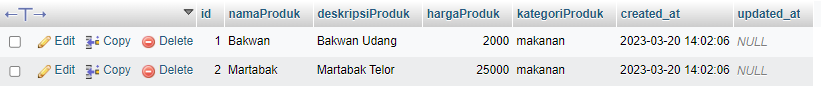 ←T→ id namaProduk deskripsiProduk hargaProduk kategoriProduk created_at updated_at
Edit Copy Delete 1 Bakwan Bakwan Udang 2000 makanan 2023-03-20 14:02:06 NULL
Edit Copy Delete 2 Martabak Martabak Telor 25000 makanan 2023-03-20 14:02:06 NULL